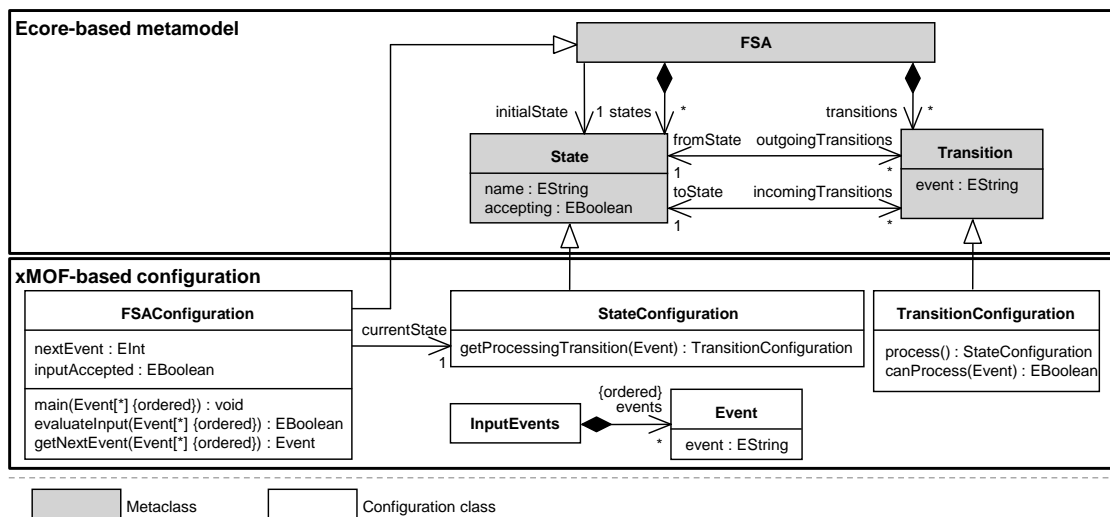 Ecore-based metamodel
FSA
initialState
1 states
*
transitions
*
State
name : EString
accepting : EBoolean
fromState
outgoingTransitions
1
*
toState
incomingTransitions
1
*
Transition
event : EString
xMOF-based configuration
FSAConfiguration
nextEvent : EInt
inputAccepted : EBoolean
main(Event[*] {ordered}) : void
evaluateInput(Event[*] {ordered}) : EBoolean
getNextEvent(Event[*] {ordered}) : Event
currentState
1
StateConfiguration
getProcessingTransition(Event) : TransitionConfiguration
TransitionConfiguration
process() : StateConfiguration
canProcess(Event) : EBoolean
InputEvents
{ordered}
events
*
Event
event : EString
Metaclass
Configuration class